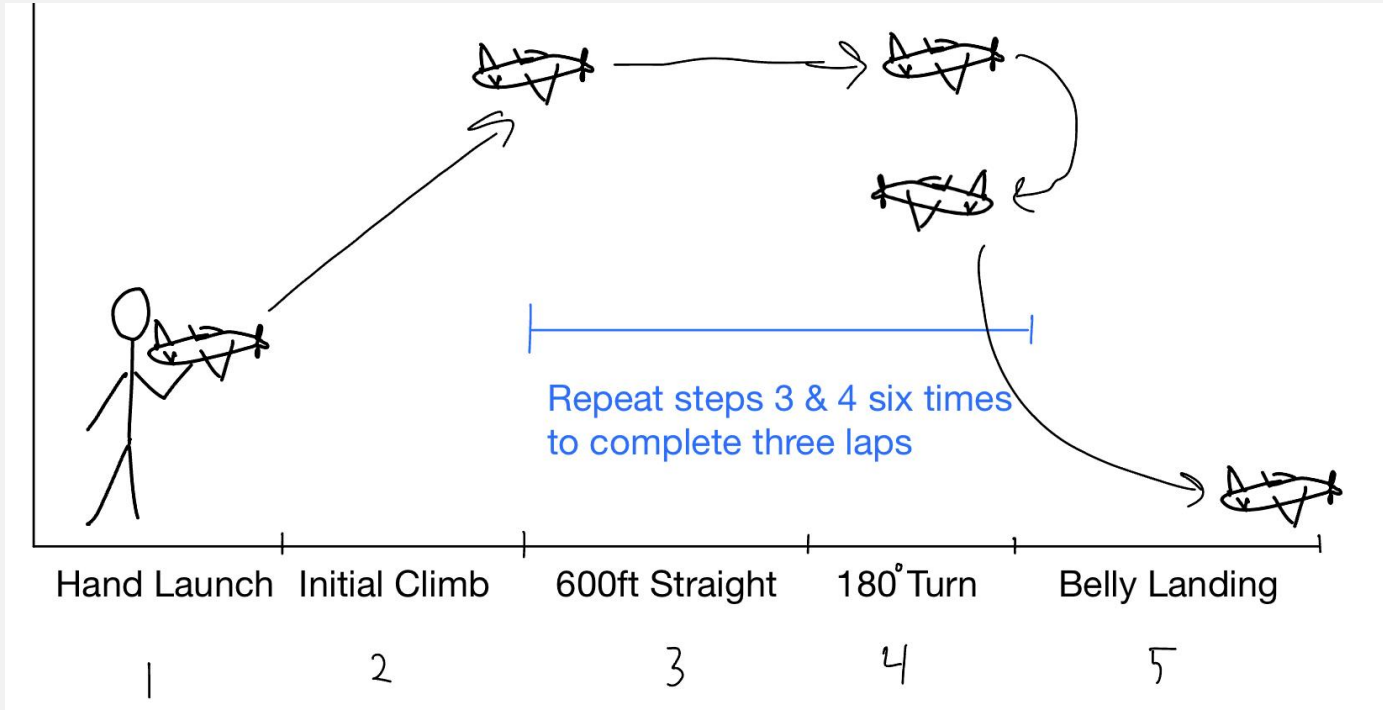 Repeat steps 3 & 4 six times
to complete three laps
Hand Launch Initial Climb 600ft Straight 180° Turn Belly Landing
1 2 3 4 5